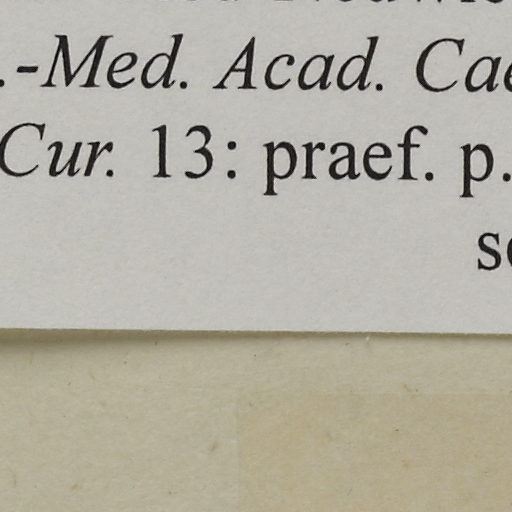 .-Med. Acad. Cae
Cur. 13: praef. p.